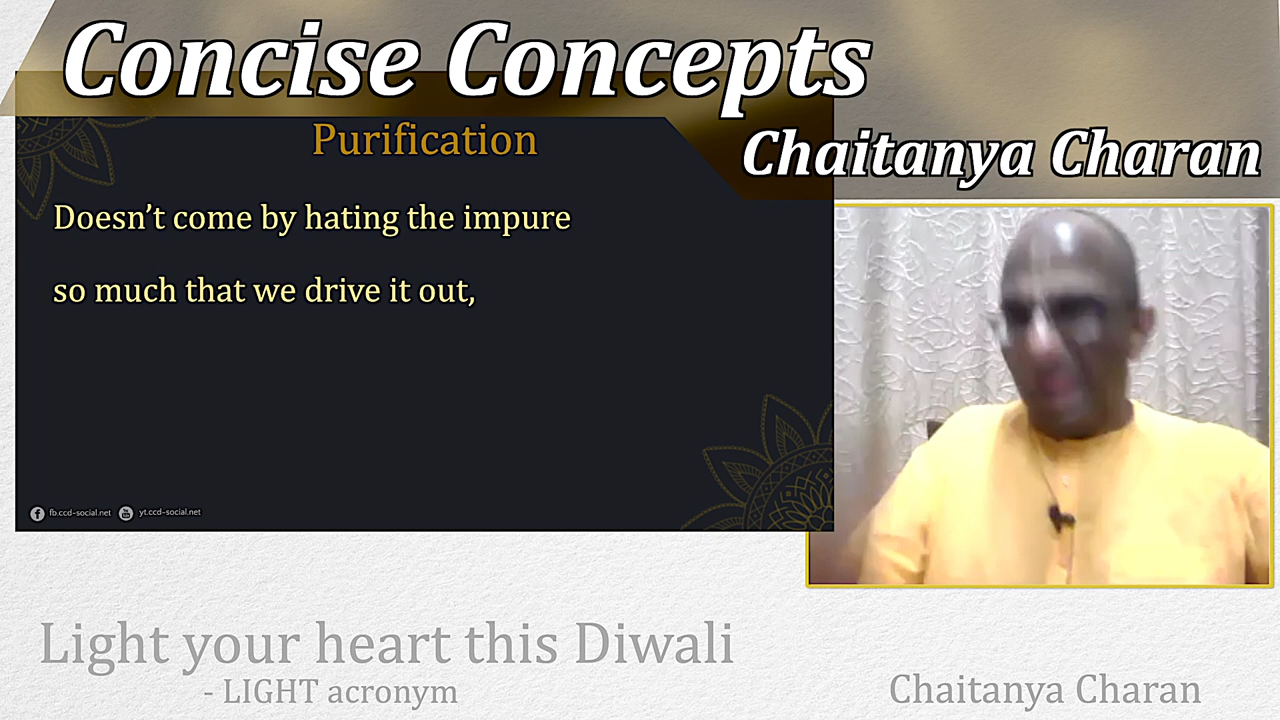 Concise Concepts
Chaitanya Charan
Purification
Doesn’t come by hating the impure
so much that we drive it out,
fb.ccd-social.net yt.ccd-social.net
Light your heart this Diwali
- LIGHT acronym
Chaitanya Charan